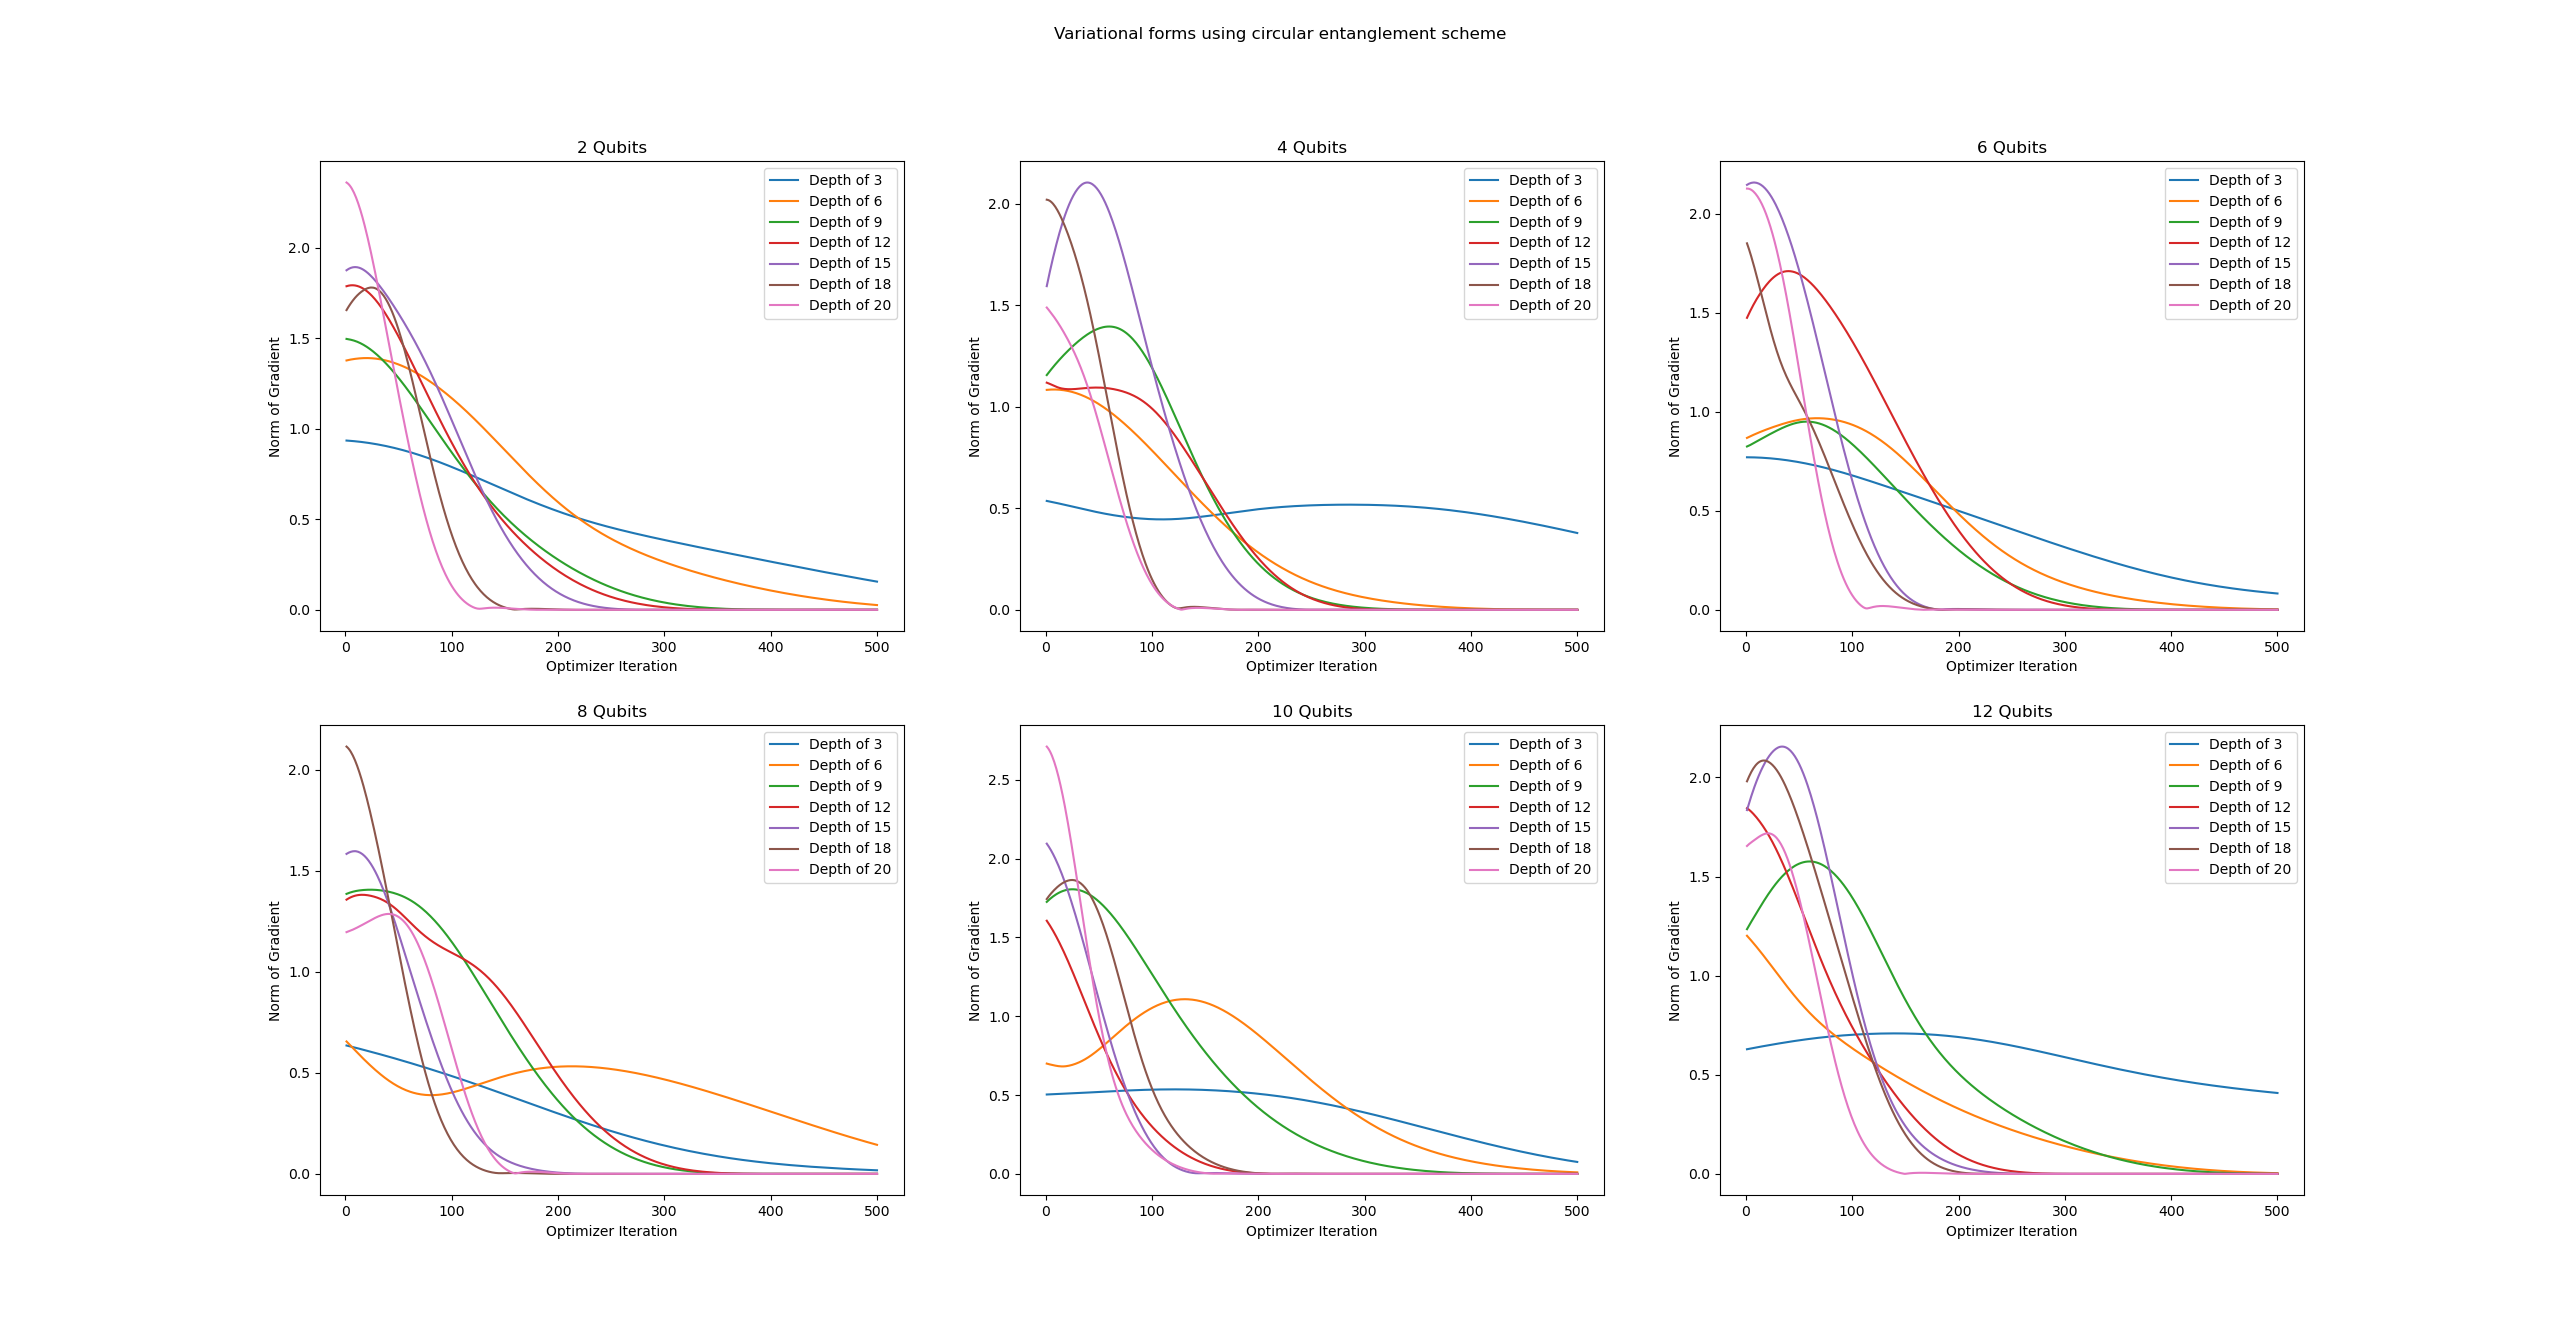 Variational forms using circular entanglement scheme
2 Qubits
Norm of Gradient
2.0
1.5
1.0
0.5
0.0
0 100 200 300 400 500
Optimizer Iteration
Depth of 3
Depth of 6
Depth of 9
Depth of 12
Depth of 15
Depth of 18
Depth of 20
4 Qubits
Norm of Gradient
2.0
1.5
1.0
0.5
0.0
0 100 200 300 400 500
Optimizer Iteration
Depth of 3
Depth of 6
Depth of 9
Depth of 12
Depth of 15
Depth of 18
Depth of 20
6 Qubits
Norm of Gradient
2.0
1.5
1.0
0.5
0.0
0 100 200 300 400 500
Optimizer Iteration
Depth of 3
Depth of 6
Depth of 9
Depth of 12
Depth of 15
Depth of 18
Depth of 20
8 Qubits
Norm of Gradient
2.0
1.5
1.0
0.5
0.0
0 100 200 300 400 500
Optimizer Iteration
Depth of 3
Depth of 6
Depth of 9
Depth of 12
Depth of 15
Depth of 18
Depth of 20
10 Qubits
Norm of Gradient
2.5
2.0
1.5
1.0
0.5
0.0
0 100 200 300 400 500
Optimizer Iteration
Depth of 3
Depth of 6
Depth of 9
Depth of 12
Depth of 15
Depth of 18
Depth of 20
12 Qubits
Norm of Gradient
2.0
1.5
1.0
0.5
0.0
0 100 200 300 400 500
Optimizer Iteration
Depth of 3
Depth of 6
Depth of 9
Depth of 12
Depth of 15
Depth of 18
Depth of 20